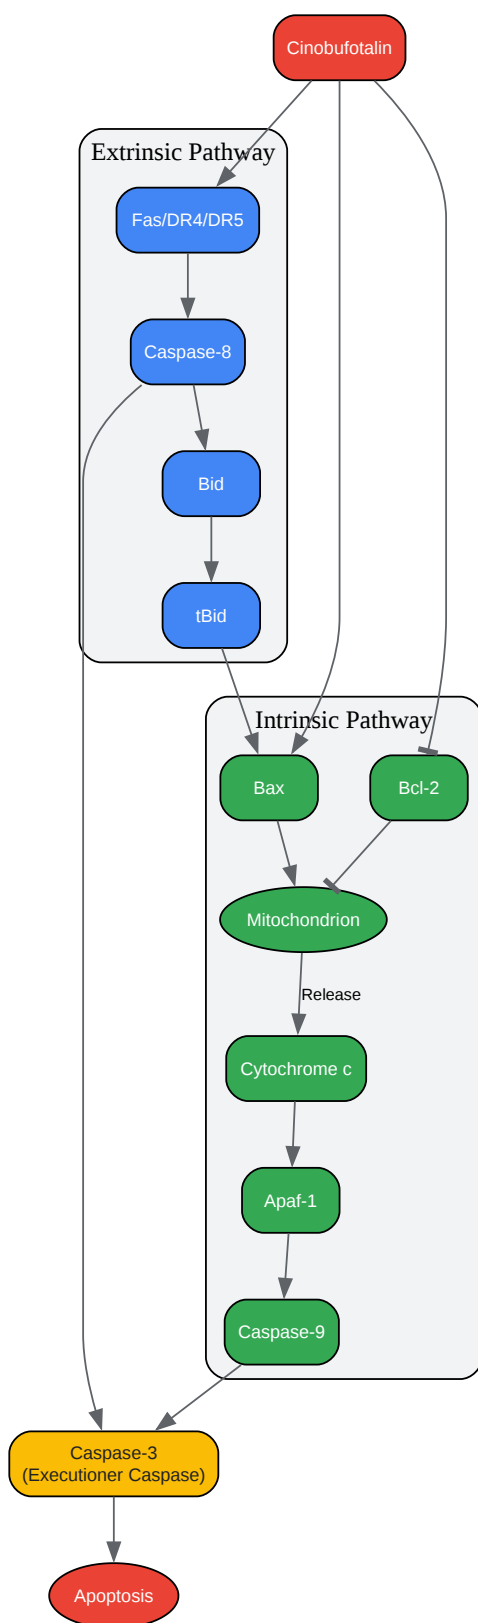 Cinobufotalin
Extrinsic Pathway
Fas/DR4/DR5
Caspase-8
Bid
tBid
Intrinsic Pathway
Bax
Bcl-2
Mitochondrion
Release
Cytochrome c
Apaf-1
Caspase-9
Caspase-3
(Executioner Caspase)
Apoptosis